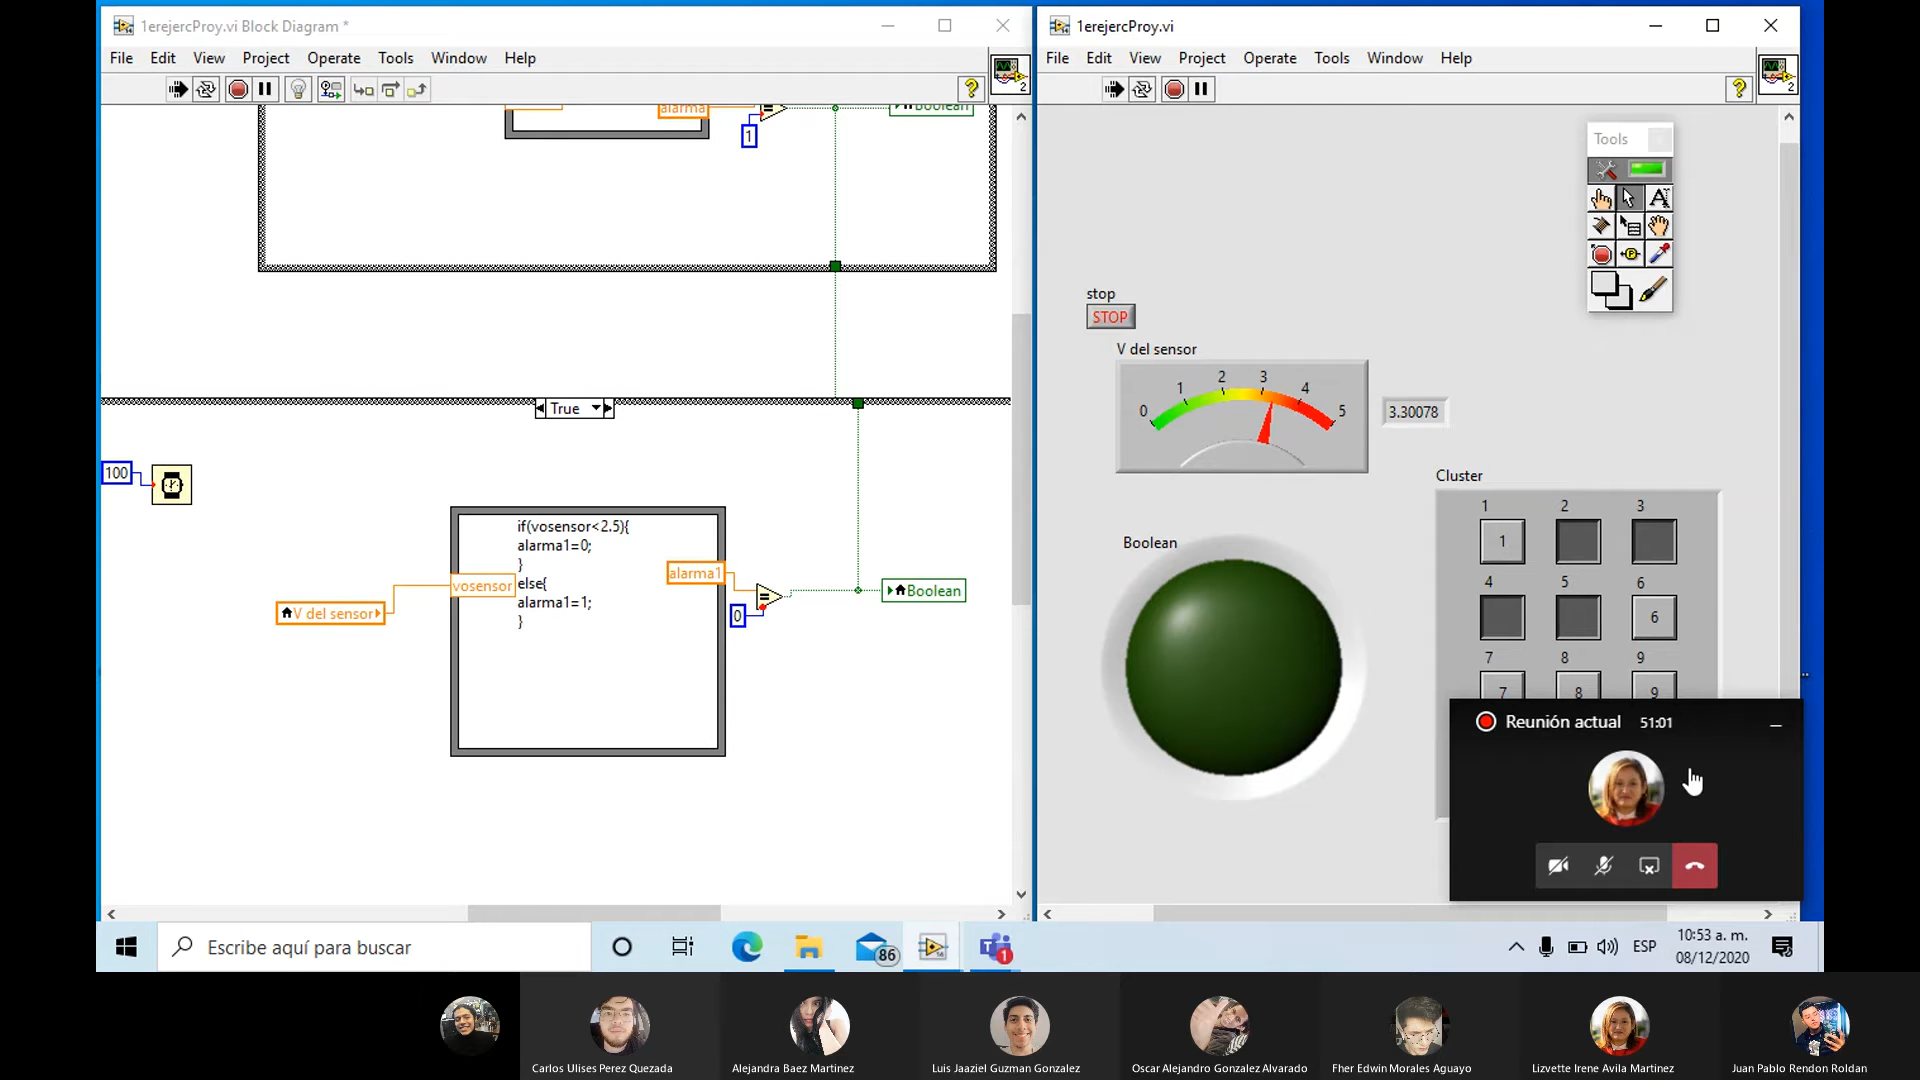 1erejercProy.vi Block Diagram *
File Edit View Project Operate Tools Window Help
2
alarma
1
Boolean
True
100
if(vosensor<2.5){
alarma1=0;
}
else{
alarma1=1;
}
vosensor
alarma1
V del sensor
0
Boolean
1erejercProy.vi
File Edit View Project Operate Tools Window Help
2
Tools
stop
STOP
V del sensor
0 1 2 3 4 5
3.30078
Boolean
Cluster
1 2 3
1
4 5 6
6
7 8 9
7 8 9
Reunión actual 51:01
Escribe aquí para buscar
86
1
ESP
10:53 a. m.
08/12/2020
Carlos Ulises Perez Quezada
Alejandra Baez Martinez
Luis Jaaziel Guzman Gonzalez
Oscar Alejandro Gonzalez Alvarado
Fher Edwin Morales Aguayo
Lizvette Irene Avila Martinez
Juan Pablo Rendon Roldan